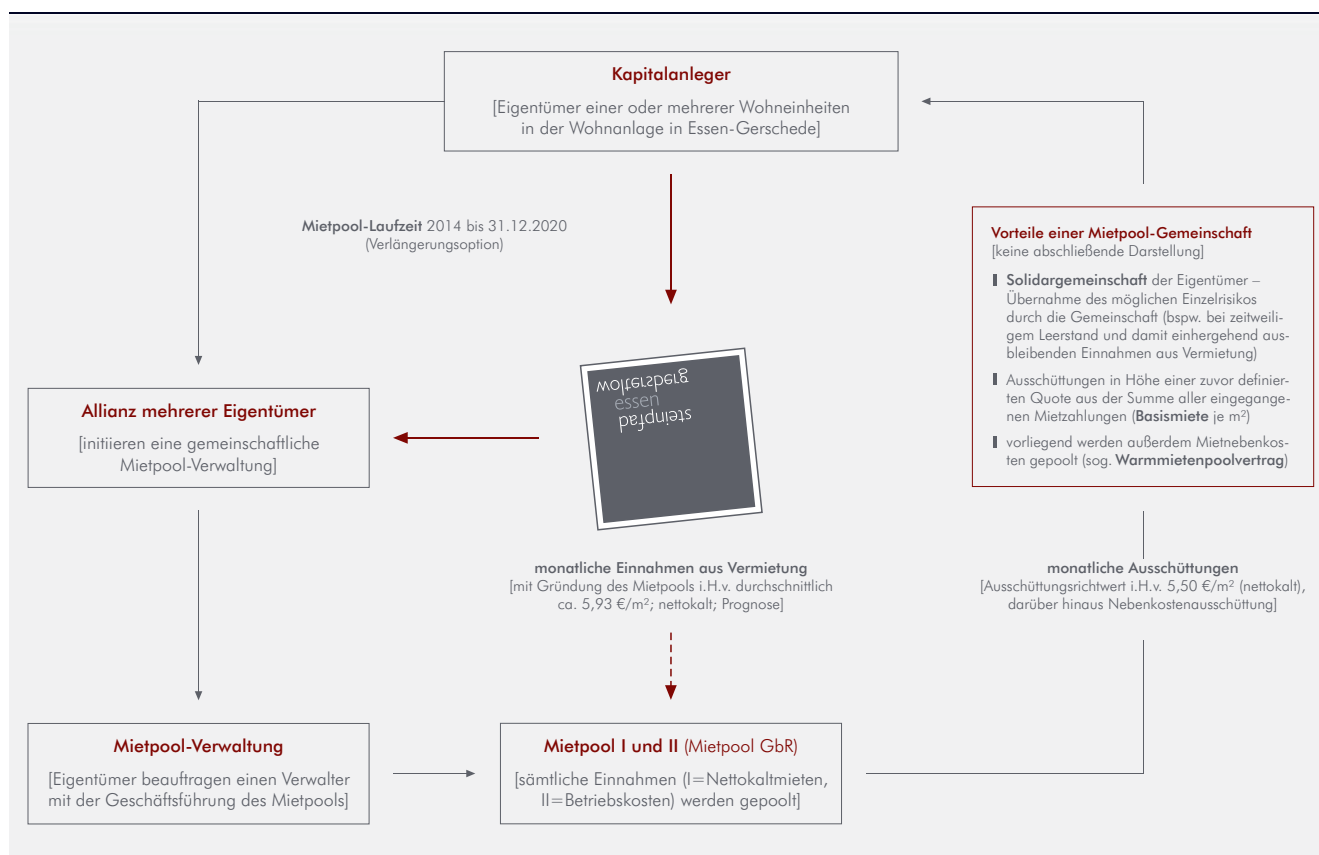 Kapitalanleger
[Eigentümer einer oder mehrerer Wohneinheiten
in der Wohnanlage in Essen-Gerschede]
Mietpool-Laufzeit 2014 bis 31.12.2020
(Verlängerungsoption)
Vorteile einer Mietpool-Gemeinschaft
[keine abschließende Darstellung]
Solidargemeinschaft der Eigentümer –
Übernahme des möglichen Einzelrisikos
durch die Gemeinschaft (bspw. bei zeitweili-
gem Leerstand und damit einhergehend aus-
bleibenden Einnahmen aus Vermietung)
Ausschüttungen in Höhe einer zuvor definier-
ten Quote aus der Summe aller eingegange-
nen Mietzahlungen (Basismiete je m²)
vorliegend werden außerdem Mietnebenkos-
ten gepoolt (sog. Warmmietenpoolvertrag)
woltersberg
essen
steinpfad
Allianz mehrerer Eigentümer
[initiieren eine gemeinschaftliche
Mietpool-Verwaltung]
monatliche Einnahmen aus Vermietung
[mit Gründung des Mietpools i.H.v. durchschnittlich
ca. 5,93 €/m²; nettokalt; Prognose]
monatliche Ausschüttungen
[Ausschüttungsrichtwert i.H.v. 5,50 €/m² (nettokalt),
darüber hinaus Nebenkostenausschüttung]
Mietpool-Verwaltung
[Eigentümer beauftragen einen Verwalter
mit der Geschäftsführung des Mietpools]
Mietpool I und II (Mietpool GbR)
[sämtliche Einnahmen (I=Nettokaltmieten,
II=Betriebskosten) werden gepoolt]